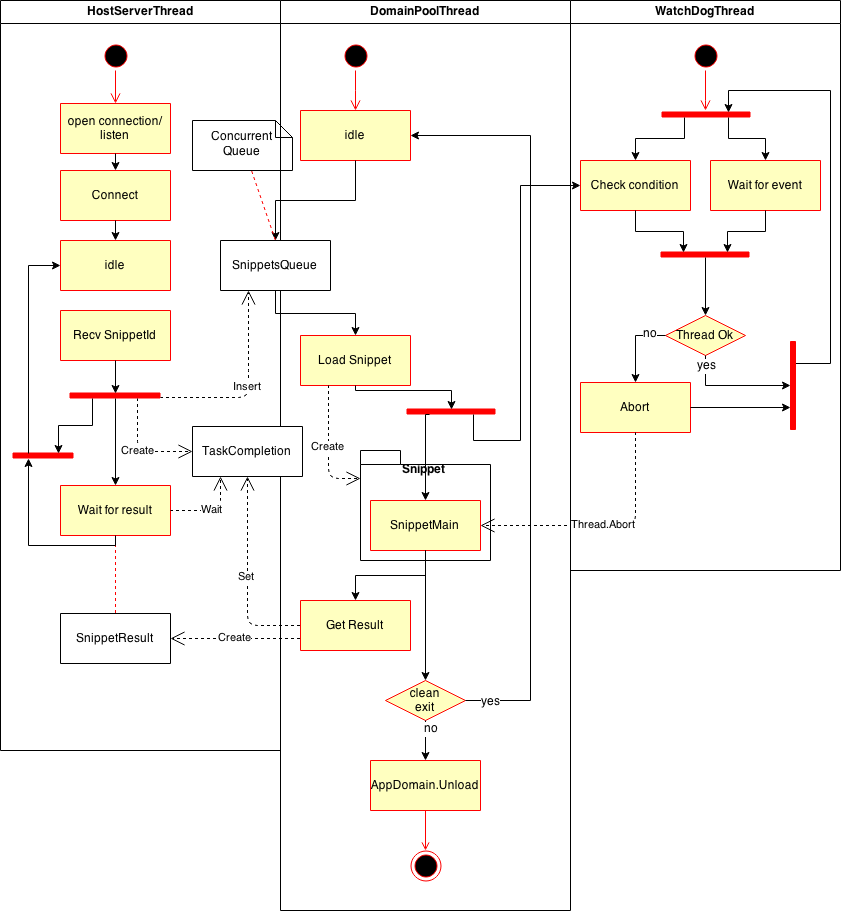 HostServerThread
DomainPoolThread
WatchDogThread
open connection/
listen
Connect
idle
Recv SnippetId
Concurrent
Queue
SnippetsQueue
Insert
Create
TaskCompletion
Wait for result
Wait
Set
SnippetResult
Create
idle
Load Snippet
Create
Snippet
SnippetMain
Get Result
clean
exit
yes
no
AppDomain.Unload
Check condition
Wait for event
Thread Ok
no
yes
Abort
Thread.Abort